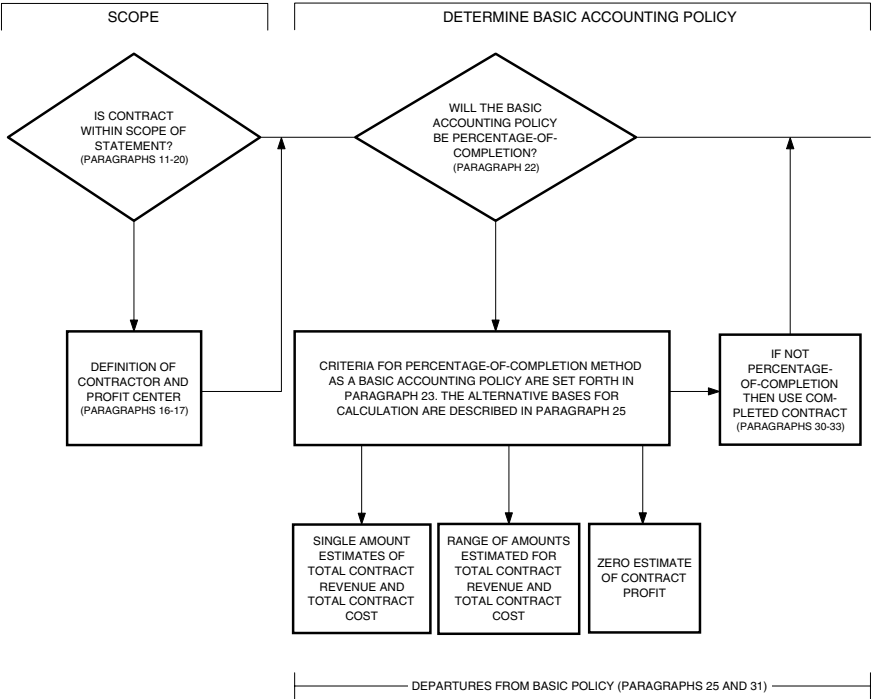 SCOPE
DETERMINE BASIC ACCOUNTING POLICY
IS CONTRACT
WITHIN SCOPE OF
STATEMENT?
(PARAGRAPHS 11-20)
WILL THE BASIC
ACCOUNTING POLICY
BE PERCENTAGE-OF-
COMPLETION?
(PARAGRAPH 22)
DEFINITION OF
CONTRACTOR AND
PROFIT CENTER
(PARAGRAPHS 16-17)
CRITERIA FOR PERCENTAGE-OF-COMPLETION METHOD
AS A BASIC ACCOUNTING POLICY ARE SET FORTH IN
PARAGRAPH 23. THE ALTERNATIVE BASES FOR
CALCULATION ARE DESCRIBED IN PARAGRAPH 25
IF NOT
PERCENTAGE-
OF-COMPLETION
THEN USE COM-
PLETED CONTRACT
(PARAGRAPHS 30-33)
SINGLE AMOUNT
ESTIMATES OF
TOTAL CONTRACT
REVENUE AND
TOTAL CONTRACT
COST
RANGE OF AMOUNTS
ESTIMATED FOR
TOTAL CONTRACT
REVENUE AND
TOTAL CONTRACT
COST
ZERO ESTIMATE
OF CONTRACT
PROFIT
DEPARTURES FROM BASIC POLICY (PARAGRAPHS 25 AND 31)